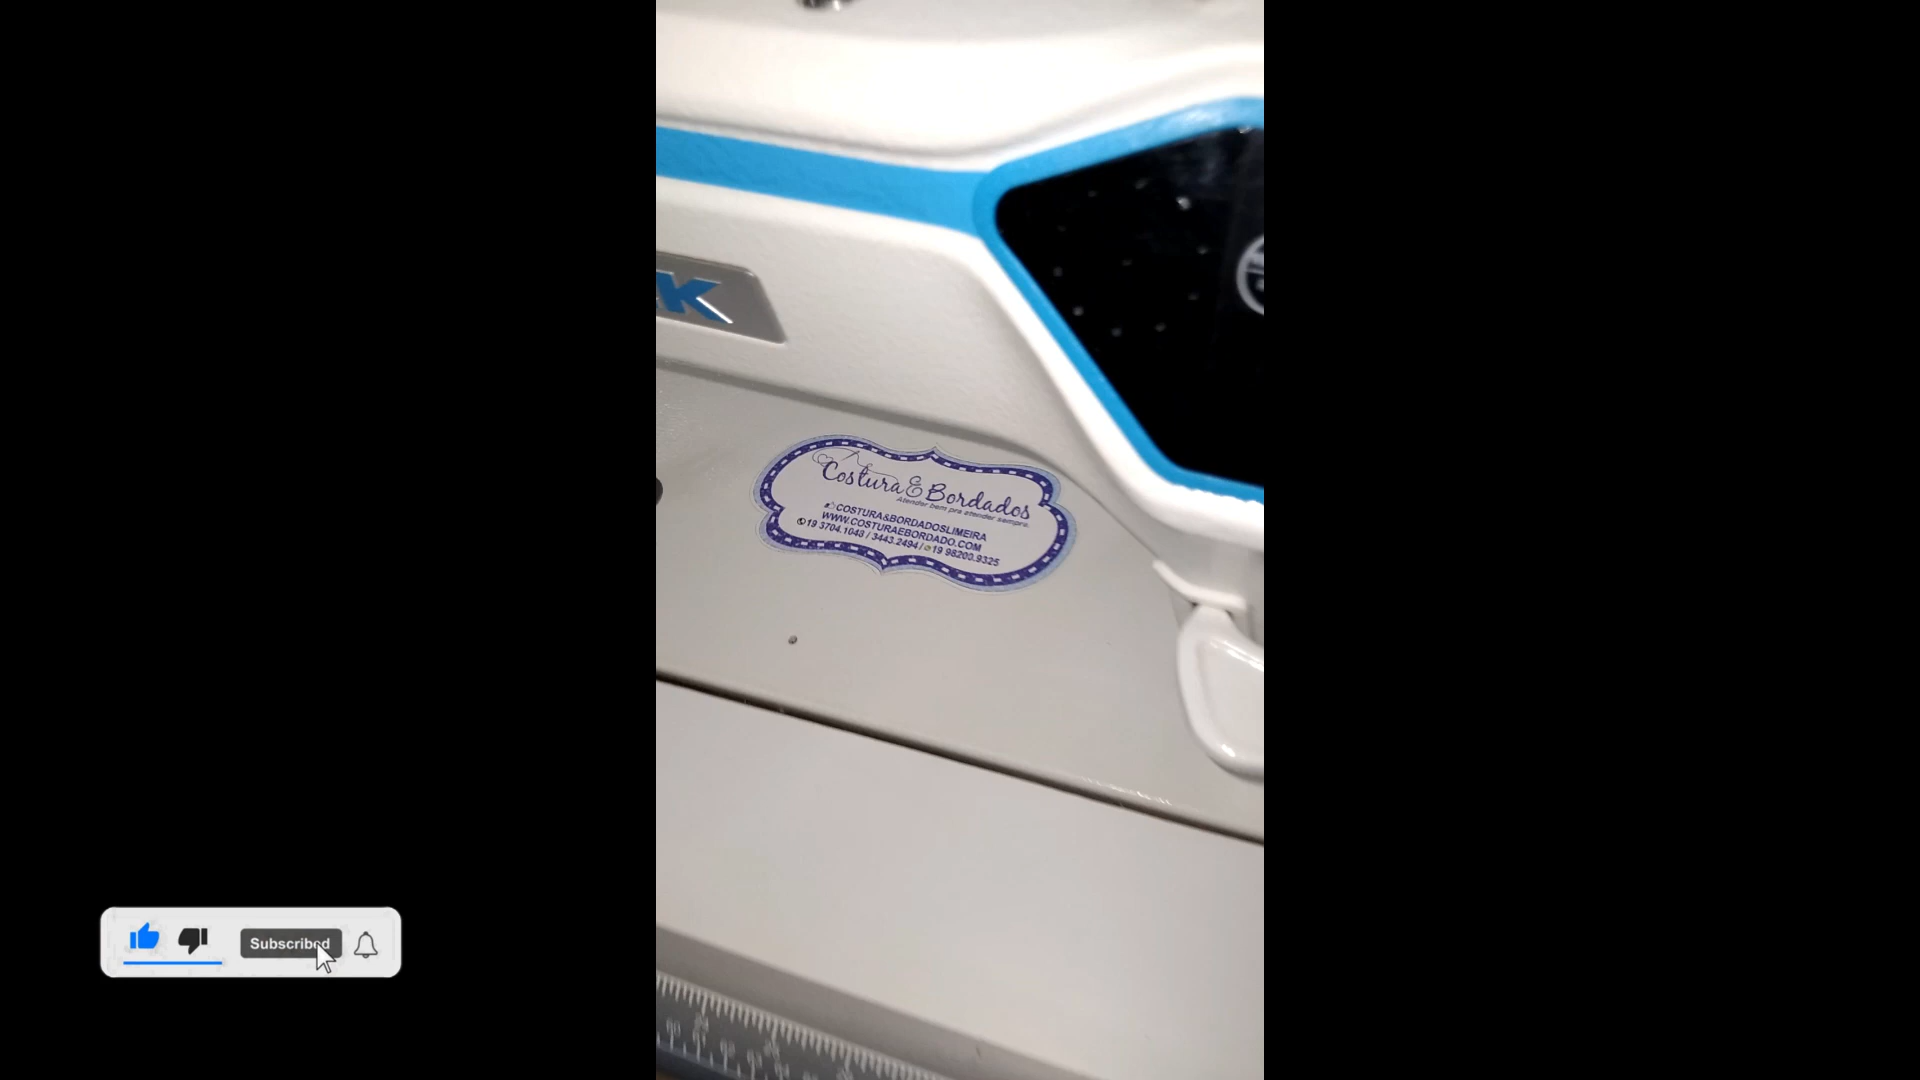 K
Costura & Bordados
Atender bem pra atender sempre.
COSTURA&BORDADOSLIMEIRA
WWW.COSTURAEBORDADO.COM
19 3704.1048 / 3443.2494 / 19 98200.9325
Subscribed